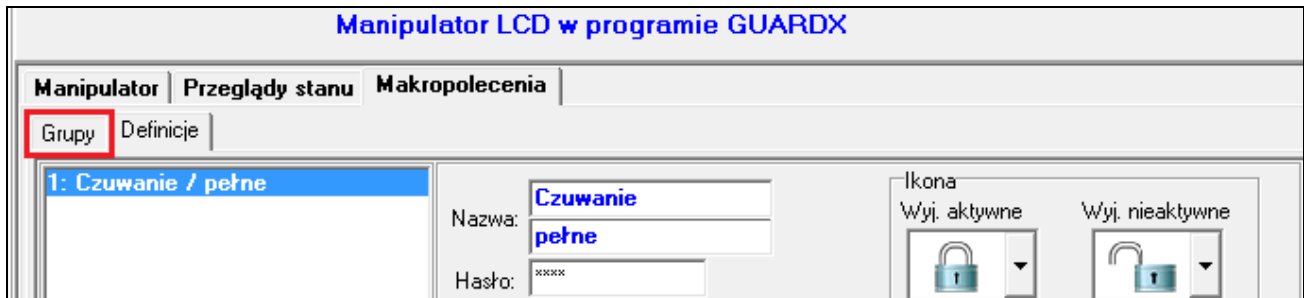 Manipulator LCD w programie GUARDX
Manipulator Przeglądy stanu Makropolecenia
Grupy Definicje
1: Czuwanie / pełne
Nazwa: Czuwanie
pełne
Hasło: ****
Ikona
Wyj. aktywne Wyj. nieaktywne